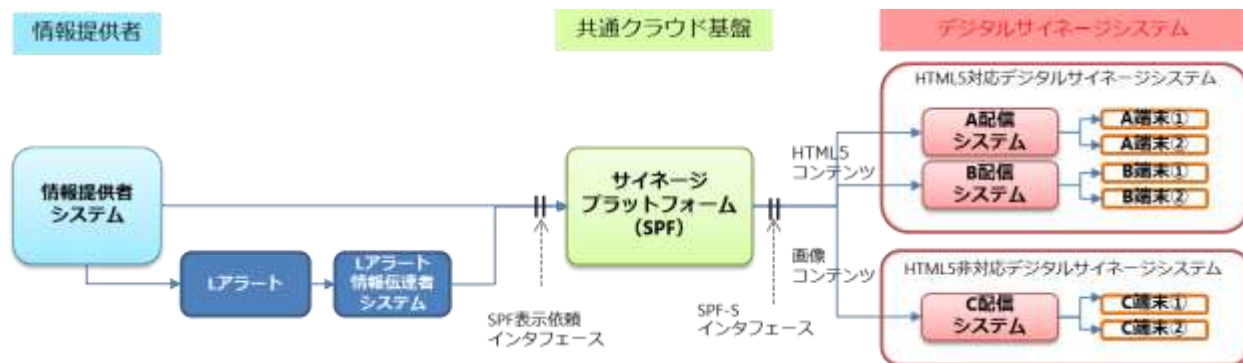 情報提供者
共通クラウド基盤
デジタルサイネージシステム
HTML5対応デジタルサイネージシステム
A配信
システム
A端末①
A端末②
B配信
システム
B端末①
B端末②
HTML5
コンテンツ
情報提供者
システム
サイネージ
プラットフォーム
(SPF)
Lアラート
Lアラート
情報伝達者
システム
SPF表示依頼
インタフェース
SPF-S
インタフェース
画像
コンテンツ
HTML5非対応デジタルサイネージシステム
C配信
システム
C端末①
C端末②